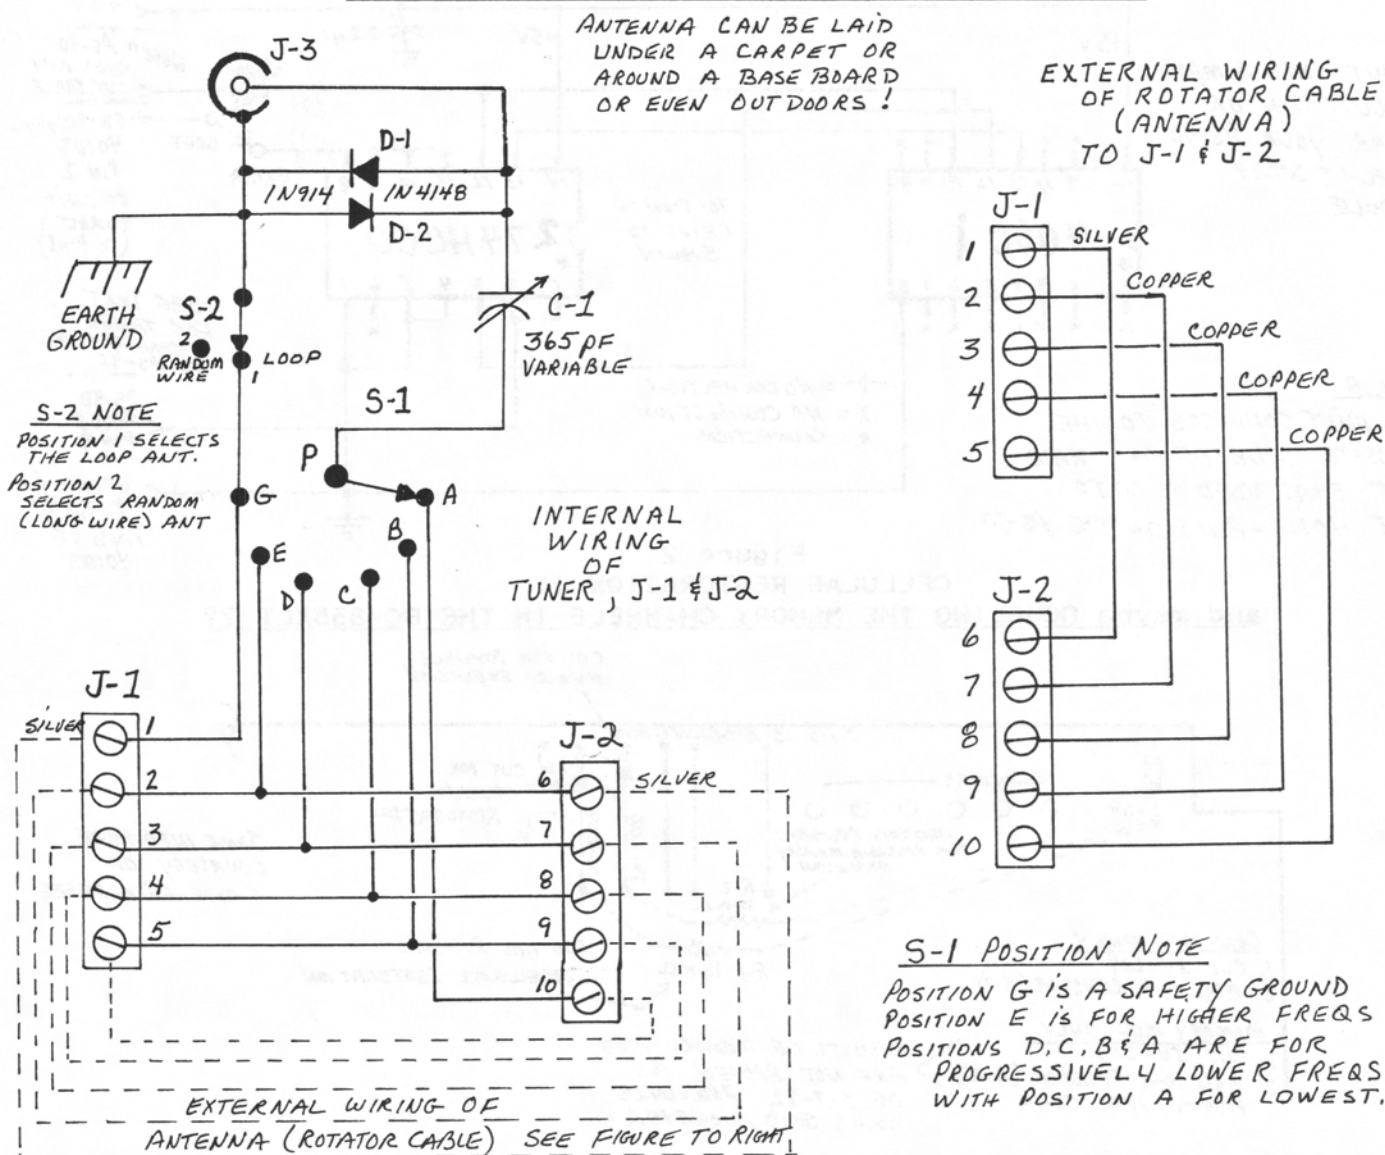 ANTENNA CAN BE LAID
UNDER A CARPET OR
AROUND A BASE BOARD
OR EVEN OUTDOORS!
J-3
D-1
1N914
1N4148
D-2
EARTH
GROUND
S-2
2
RANDOM
WIRE
LOOP
1
C-1
365 pF
VARIABLE
S-1
S-2 NOTE
POSITION 1 SELECTS
THE LOOP ANT.
POSITION 2
SELECTS RANDOM
(LONG WIRE) ANT
P
A
G
B
E
D
C
INTERNAL
WIRING
OF
TUNER, J-1 & J-2
J-1
SILVER
1
2
3
4
5
J-2
6
SILVER
7
8
9
10
EXTERNAL WIRING OF
ANTENNA (ROTATOR CABLE) SEE FIGURE TO RIGHT
EXTERNAL WIRING
OF ROTATOR CABLE
(ANTENNA)
TO J-1 & J-2
J-1
1
SILVER
2
COPPER
3
COPPER
4
COPPER
5
COPPER
J-2
6
7
8
9
10
S-1 POSITION NOTE
POSITION G IS A SAFETY GROUND
POSITION E IS FOR HIGHER FREQS
POSITIONS D, C, B & A ARE FOR
PROGRESSIVELY LOWER FREQS
WITH POSITION A FOR LOWEST.